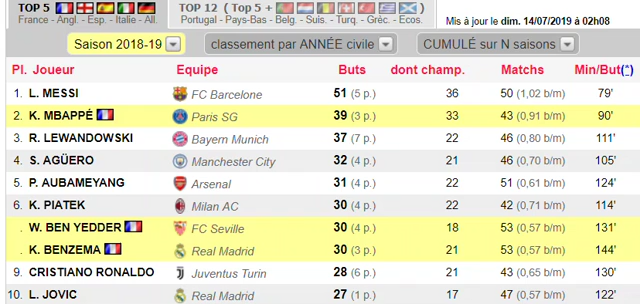 TOP 5
France - Angl. - Esp. - Italie - All.
TOP 12 ( Top 5 + )
Portugal - Pays-Bas - Belg. - Suis. - Turq. - Grèc. - Ecos.
Mis à jour le dim. 14/07/2019 à 02h08
Saison 2018-19
classement par ANNÉE civile
CUMULÉ sur N saisons
Pl. Joueur Equipe Buts dont champ. Matchs Min/But(*)
1. L. MESSI FC Barcelone 51 (5 p.) 36 50 (1,02 b/m) 79'
2. K. MBAPPÉ Paris SG 39 (3 p.) 33 43 (0,91 b/m) 90'
3. R. LEWANDOWSKI Bayern Munich 37 (7 p.) 22 46 (0,80 b/m) 111'
4. S. AGÜERO Manchester City 32 (4 p.) 21 46 (0,70 b/m) 105'
5. P. AUBAMEYANG Arsenal 31 (4 p.) 22 51 (0,61 b/m) 124'
6. K. PIATEK Milan AC 30 (4 p.) 22 42 (0,71 b/m) 114'
. W. BEN YEDDER FC Seville 30 (4 p.) 18 53 (0,57 b/m) 131'
. K. BENZEMA Real Madrid 30 (3 p.) 21 53 (0,57 b/m) 144'
9. CRISTIANO RONALDO Juventus Turin 28 (6 p.) 21 43 (0,65 b/m) 130'
10. L. JOVIC Real Madrid 27 (1 p.) 17 47 (0,57 b/m) 122'